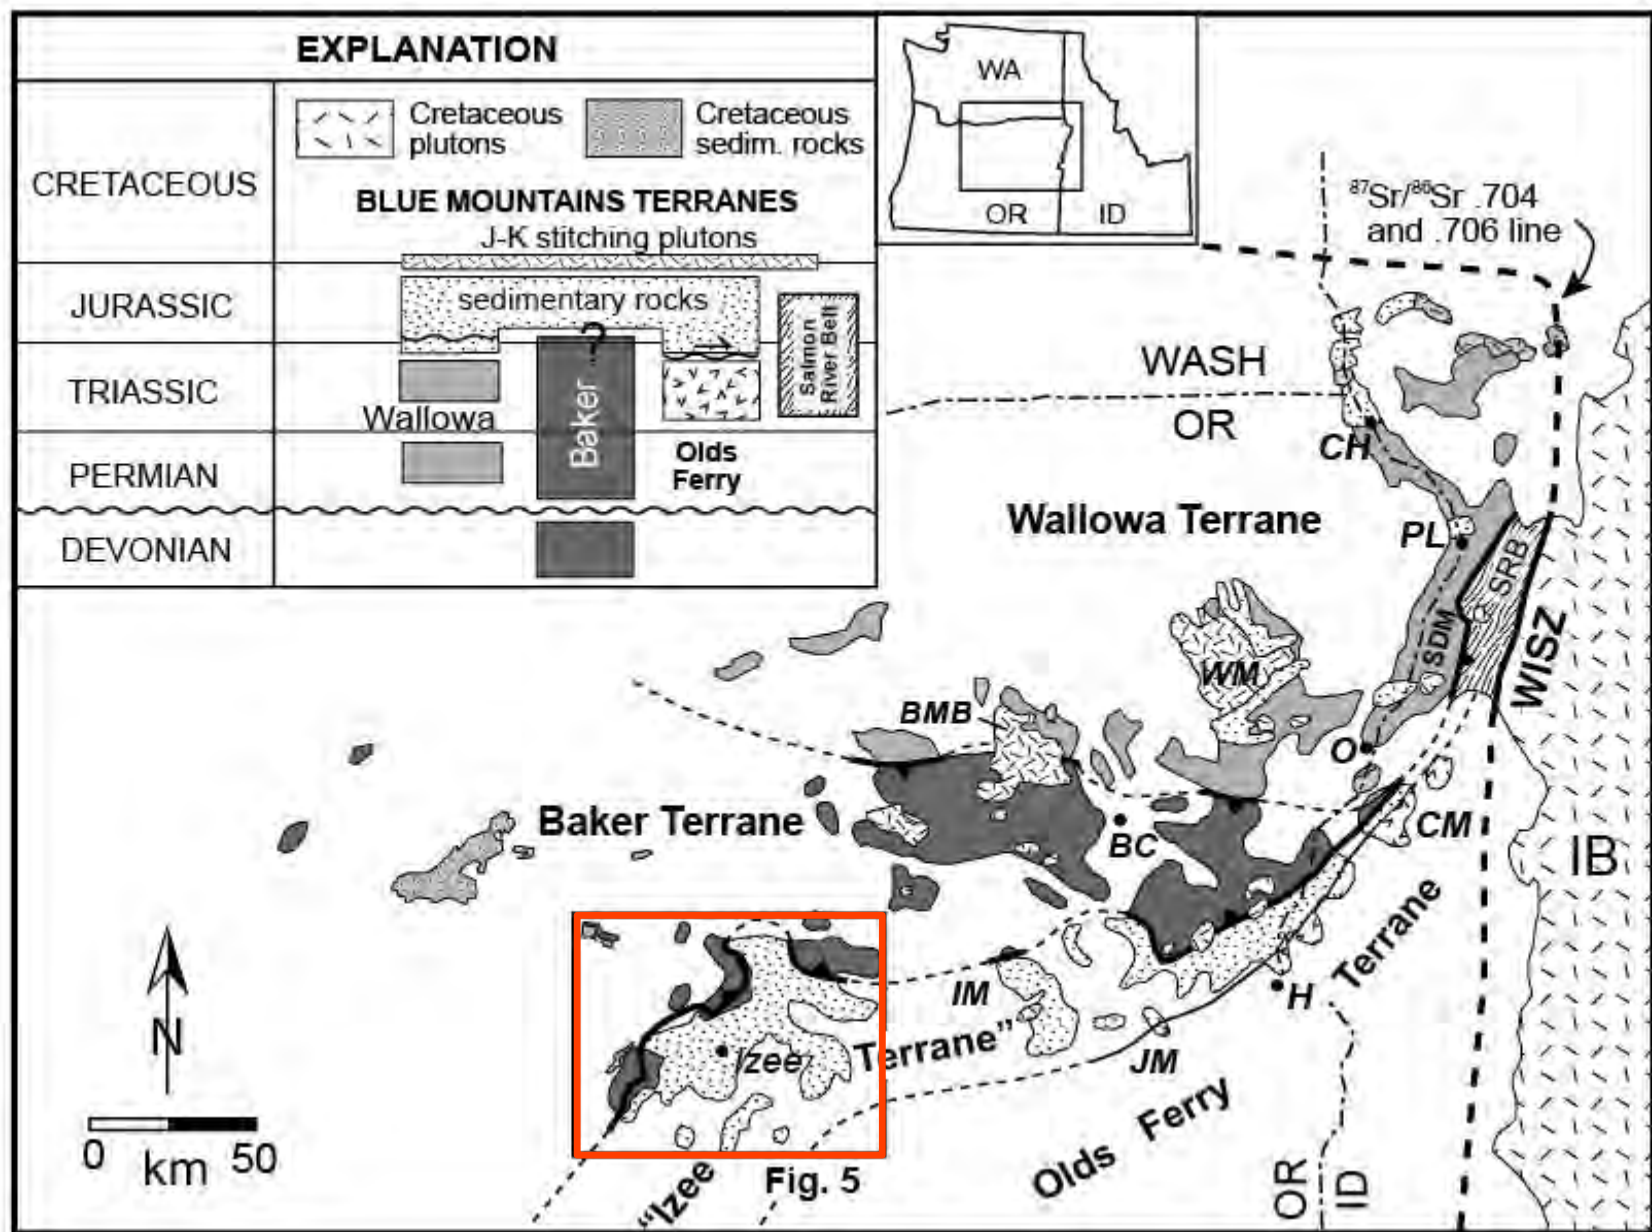 EXPLANATION
CRETACEOUS
Cretaceous
plutons
Cretaceous
sedim. rocks
BLUE MOUNTAINS TERRANES
J-K stitching plutons
JURASSIC
sedimentary rocks
?
Salmon
River Belt
TRIASSIC
Wallowa
Baker
PERMIAN
Olds
Ferry
DEVONIAN
WA
OR
ID
⁸⁷Sr/⁸⁶Sr .704
and .706 line
WASH
OR
CH
Wallowa Terrane
PL
SRB
SDM
WISZ
WM
BMB
O
Baker Terrane
BC
CM
IB
IM
H
Terrane
N
Izee
Terrane"
JM
Ferry
Olds
"Izee
Fig. 5
OR
ID
0 50
km